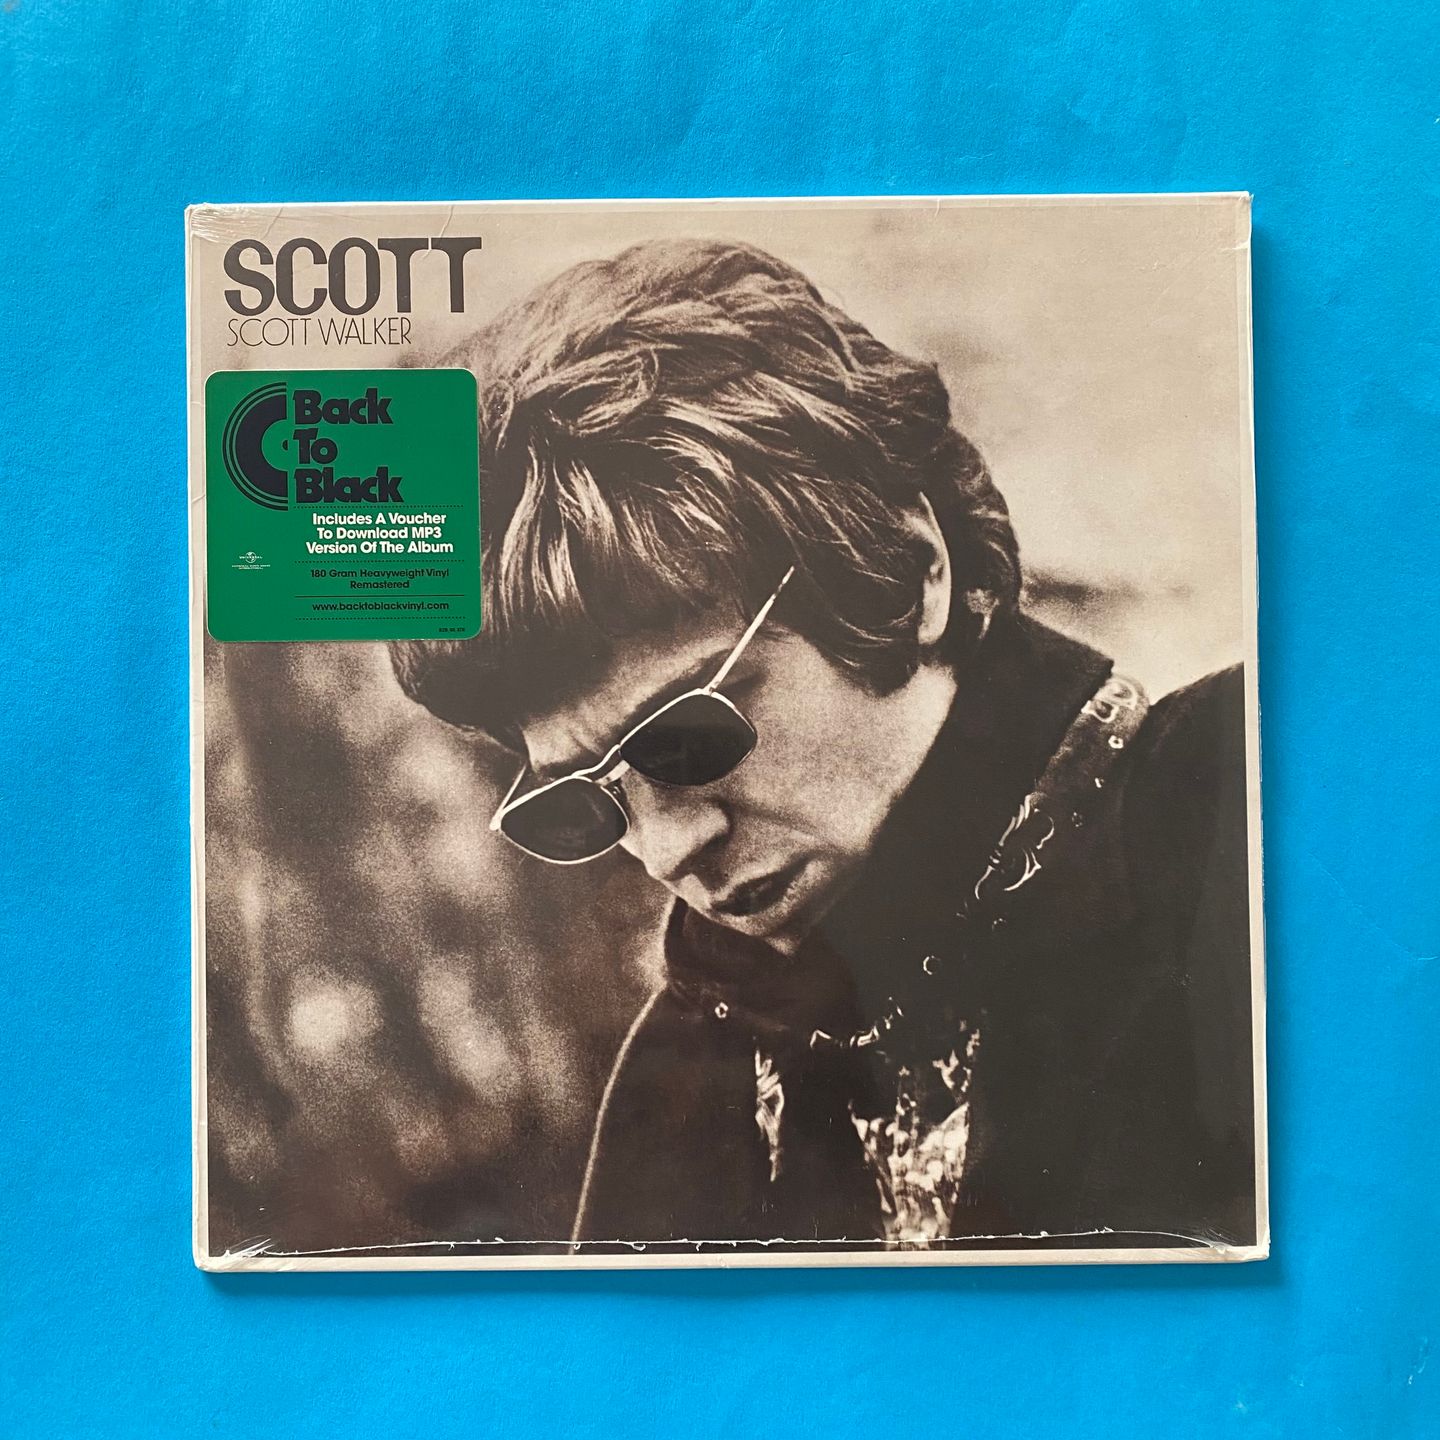 SCOTT
SCOTT WALKER
Back
To
Black
Includes A Voucher
To Download MP3
Version Of The Album
UNIVERSAL
180 Gram Heavyweight Vinyl
Remastered
www.backtoblackvinyl.com